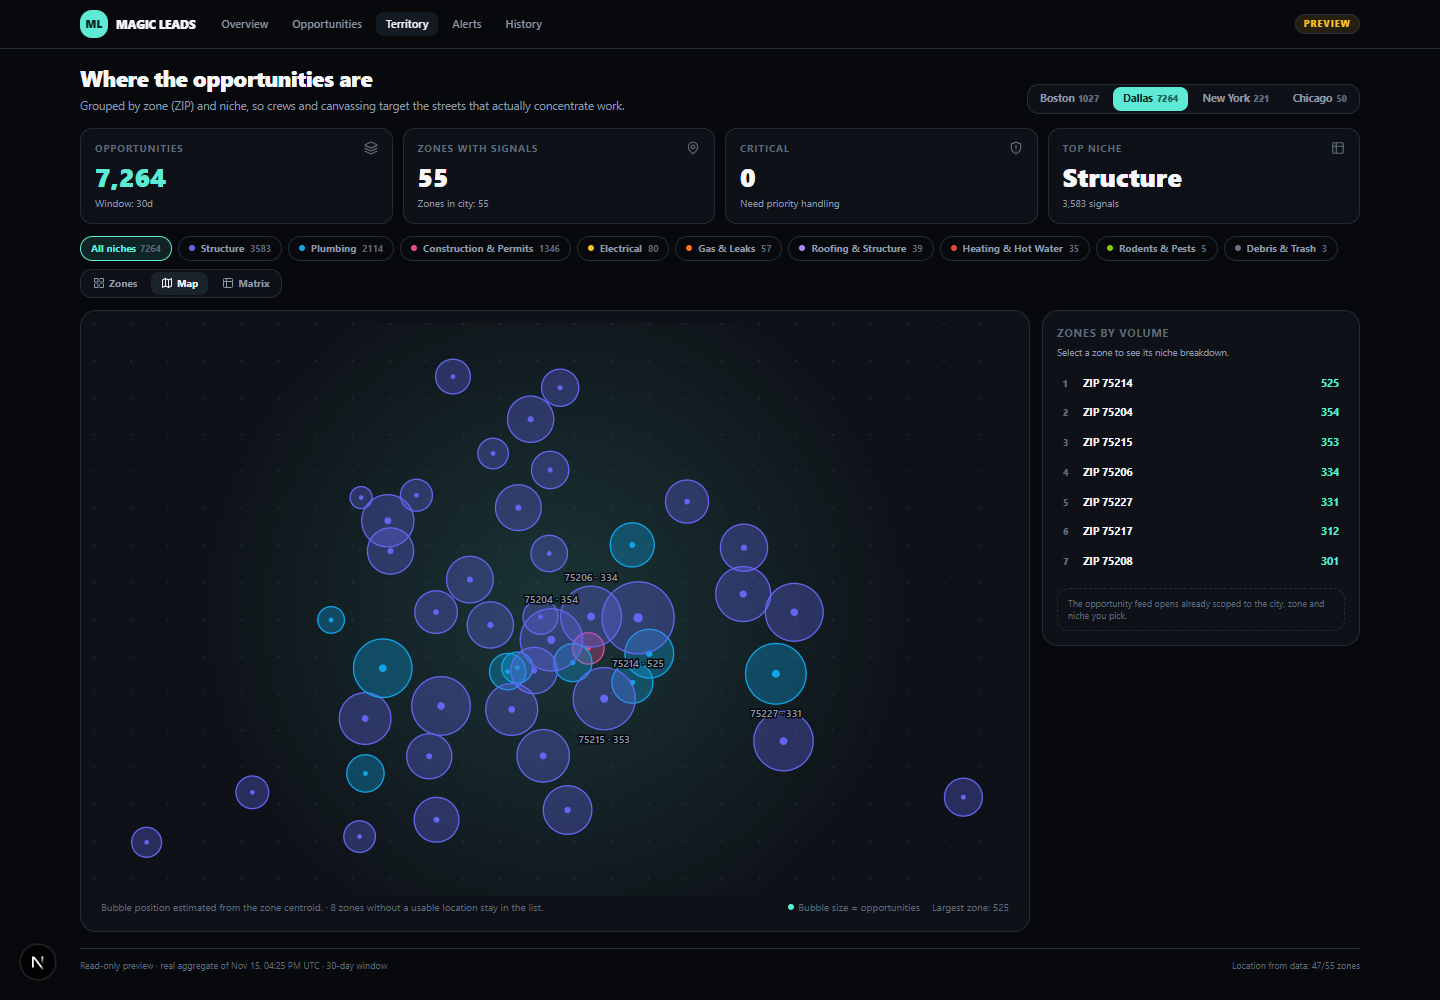 ML MAGIC LEADS Overview Opportunities Territory Alerts History PREVIEW
Where the opportunities are
Grouped by zone (ZIP) and niche, so crews and canvassing target the streets that actually concentrate work.
Boston 1027 Dallas 7264 New York 221 Chicago 50
OPPORTUNITIES
7,264
Window: 30d
ZONES WITH SIGNALS
55
Zones in city: 55
CRITICAL
0
Need priority handling
TOP NICHE
Structure
3,583 signals
All niches 7264 Structure 3583 Plumbing 2114 Construction & Permits 1346 Electrical 80 Gas & Leaks 57 Roofing & Structure 39 Heating & Hot Water 35 Rodents & Pests 5 Debris & Trash 3
Zones Map Matrix
75206 · 334
75204 · 354
75214 · 525
75227 · 331
75215 · 353
Bubble position estimated from the zone centroid. · 8 zones without a usable location stay in the list.
Bubble size = opportunities Largest zone: 525
ZONES BY VOLUME
Select a zone to see its niche breakdown.
1 ZIP 75214 525
2 ZIP 75204 354
3 ZIP 75215 353
4 ZIP 75206 334
5 ZIP 75227 331
6 ZIP 75217 312
7 ZIP 75208 301
The opportunity feed opens already scoped to the city, zone and
niche you pick.
N
Read-only preview · real aggregate of Nov 15, 04:25 PM UTC · 30-day window
Location from data: 47/55 zones